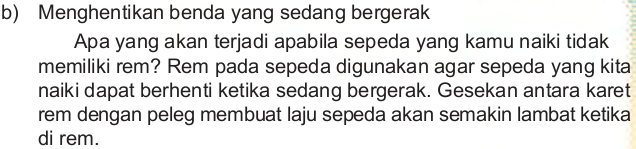 b) Menghentikan benda yang sedang bergerak
Apa yang akan terjadi apabila sepeda yang kamu naiki tidak
memiliki rem? Rem pada sepeda digunakan agar sepeda yang kita
naiki dapat berhenti ketika sedang bergerak. Gesekan antara karet
rem dengan peleg membuat laju sepeda akan semakin lambat ketika
di rem.